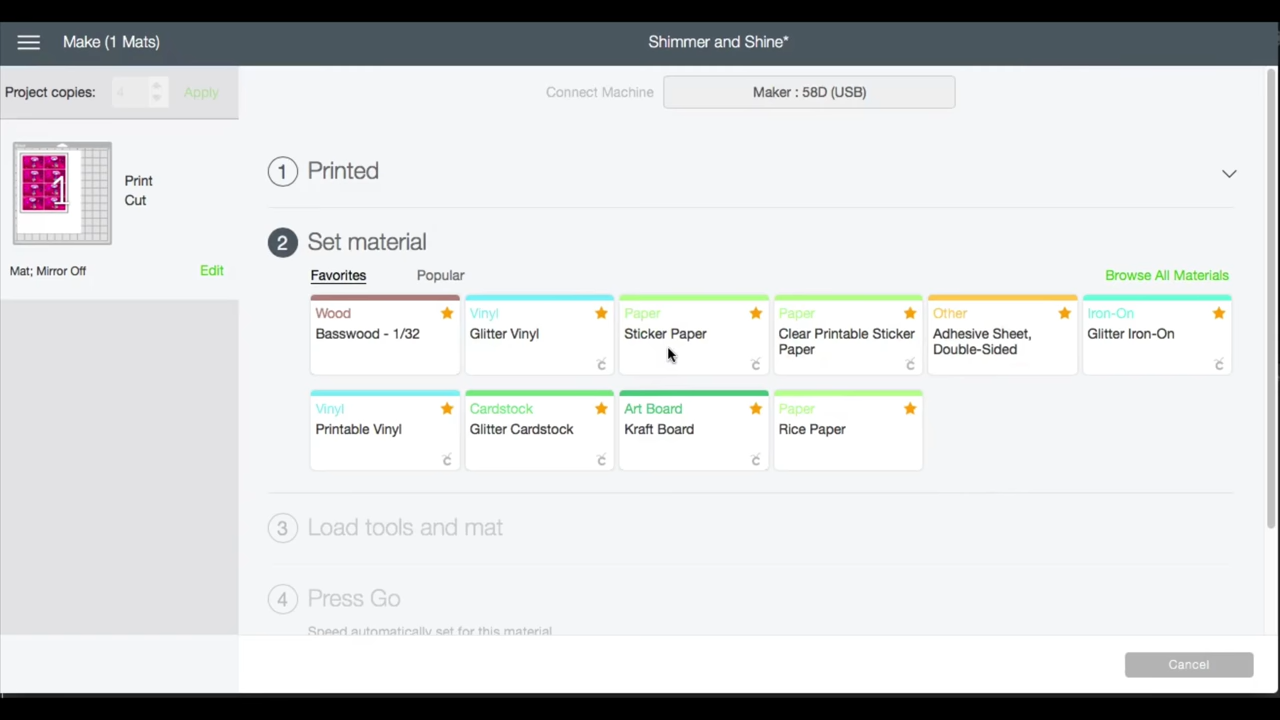 Make (1 Mats)
Shimmer and Shine*
Project copies:
4
Apply
Connect Machine
Maker : 58D (USB)
1
Print
Cut
Mat; Mirror Off
Edit
1
Printed
2
Set material
Favorites
Popular
Browse All Materials
Wood
Basswood - 1/32
Vinyl
Glitter Vinyl
Paper
Sticker Paper
Paper
Clear Printable Sticker
Paper
Other
Adhesive Sheet,
Double-Sided
Iron-On
Glitter Iron-On
Vinyl
Printable Vinyl
Cardstock
Glitter Cardstock
Art Board
Kraft Board
Paper
Rice Paper
3
Load tools and mat
4
Press Go
Speed automatically set for this material
Cancel